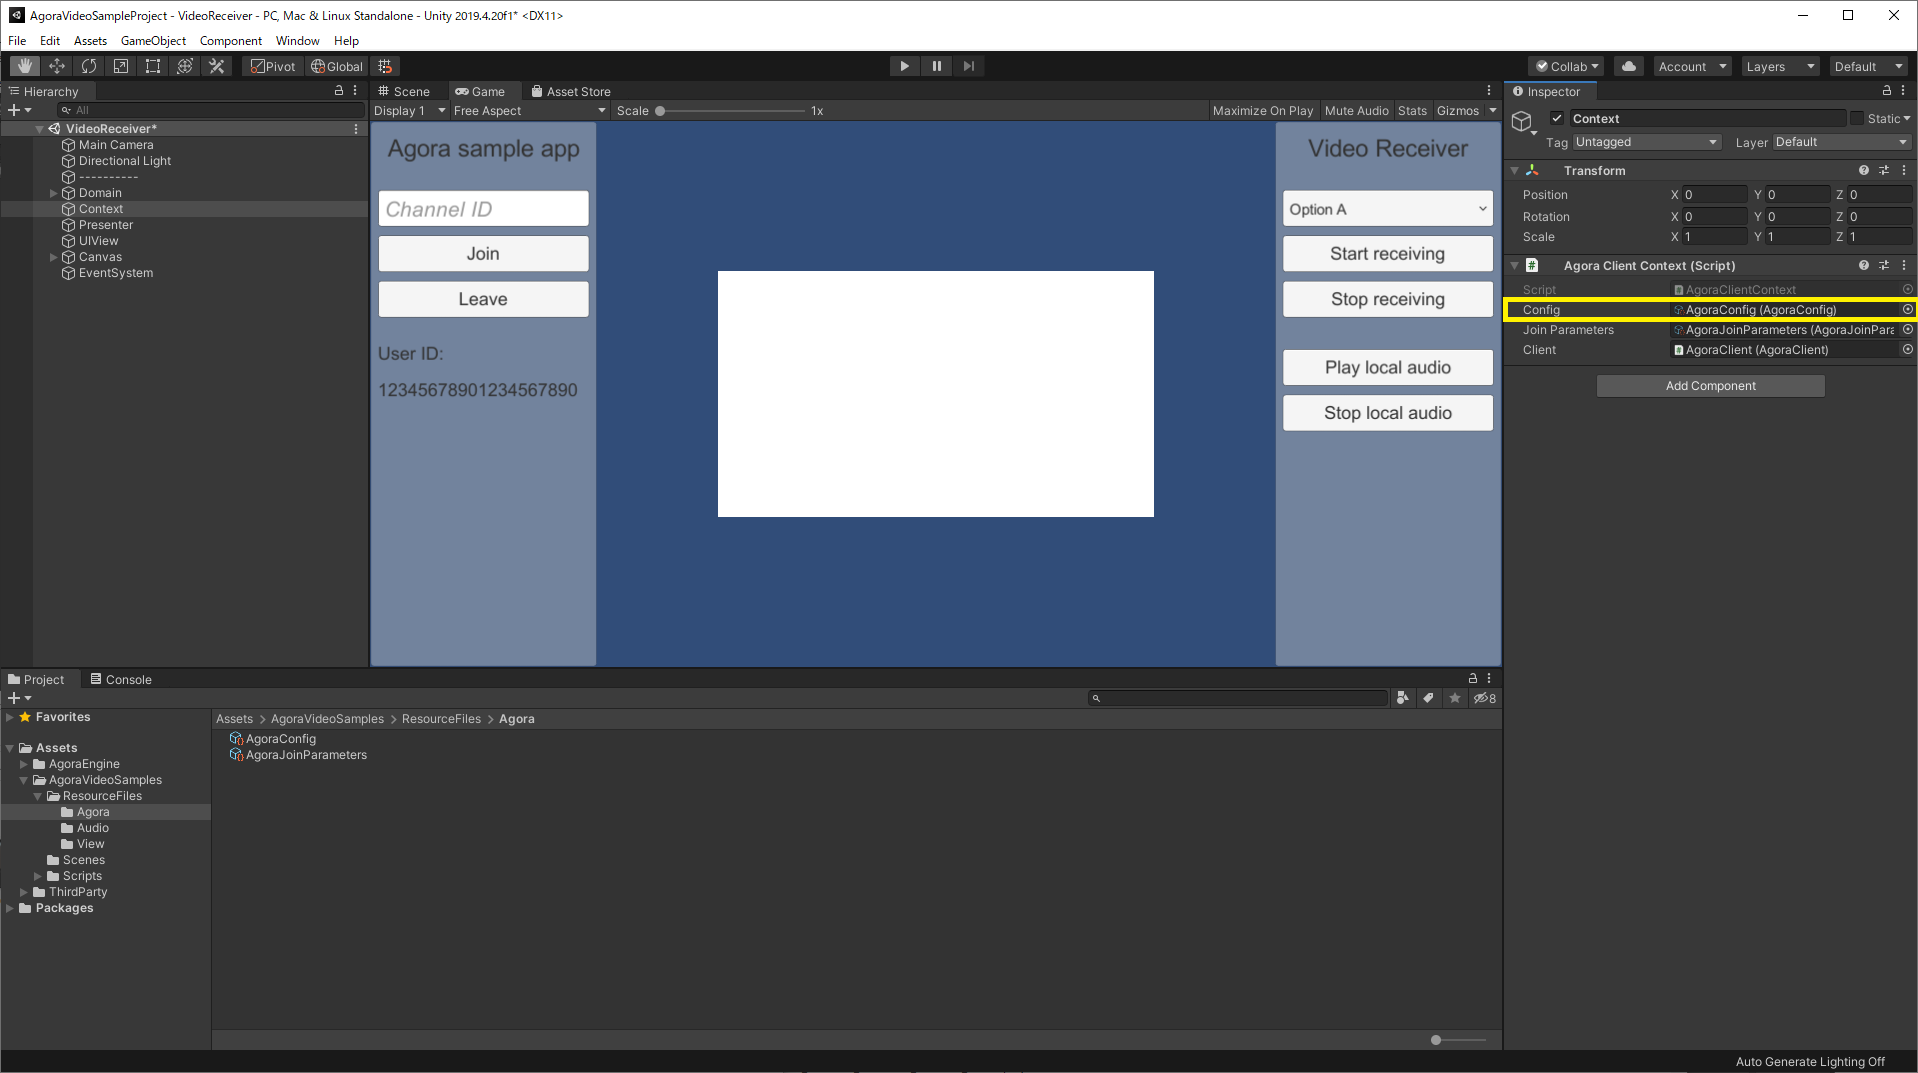 AgoraVideoSampleProject - VideoReceiver - PC, Mac & Linux Standalone - Unity 2019.4.20f1* <DX11>
File Edit Assets GameObject Component Window Help
Pivot Global Collab Account Layers Default
Hierarchy
All
VideoReceiver*
Main Camera
Directional Light
----------
Domain
Context
Presenter
UIView
Canvas
EventSystem
Scene Game Asset Store
Display 1 Free Aspect Scale 1x Maximize On Play Mute Audio Stats Gizmos
Agora sample app
Channel ID
Join
Leave
User ID:
12345678901234567890
Video Receiver
Option A
Start receiving
Stop receiving
Play local audio
Stop local audio
Inspector
Context Static
Tag Untagged Layer Default
Transform
Position X 0 Y 0 Z 0
Rotation X 0 Y 0 Z 0
Scale X 1 Y 1 Z 1
# Agora Client Context (Script)
Script AgoraClientContext
Config AgoraConfig (AgoraConfig)
Join Parameters AgoraJoinParameters (AgoraJoinPara
Client AgoraClient (AgoraClient)
Add Component
Project Console
8
Favorites
Assets
AgoraEngine
AgoraVideoSamples
ResourceFiles
Agora
Audio
View
Scenes
Scripts
ThirdParty
Packages
Assets > AgoraVideoSamples > ResourceFiles > Agora
AgoraConfig
AgoraJoinParameters
Auto Generate Lighting Off